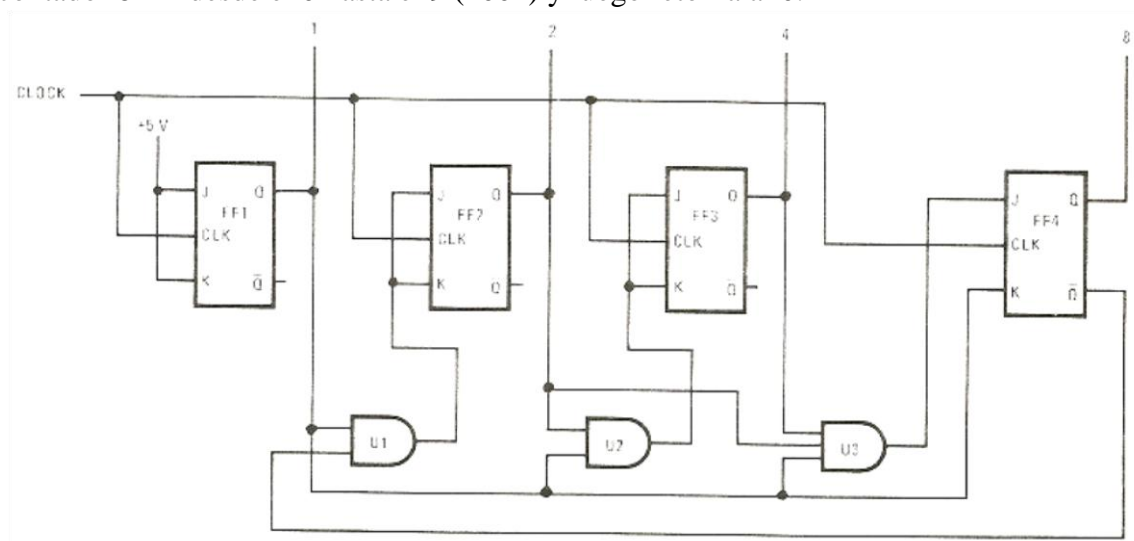 1 2 4 8
CLOCK
+5 V
J Q
FF1
CLK
K Q̅
J Q
FF2
CLK
K Q̅
J Q
FF3
CLK
K Q̅
J Q
FF4
CLK
K Q̅
U1 U2 U3